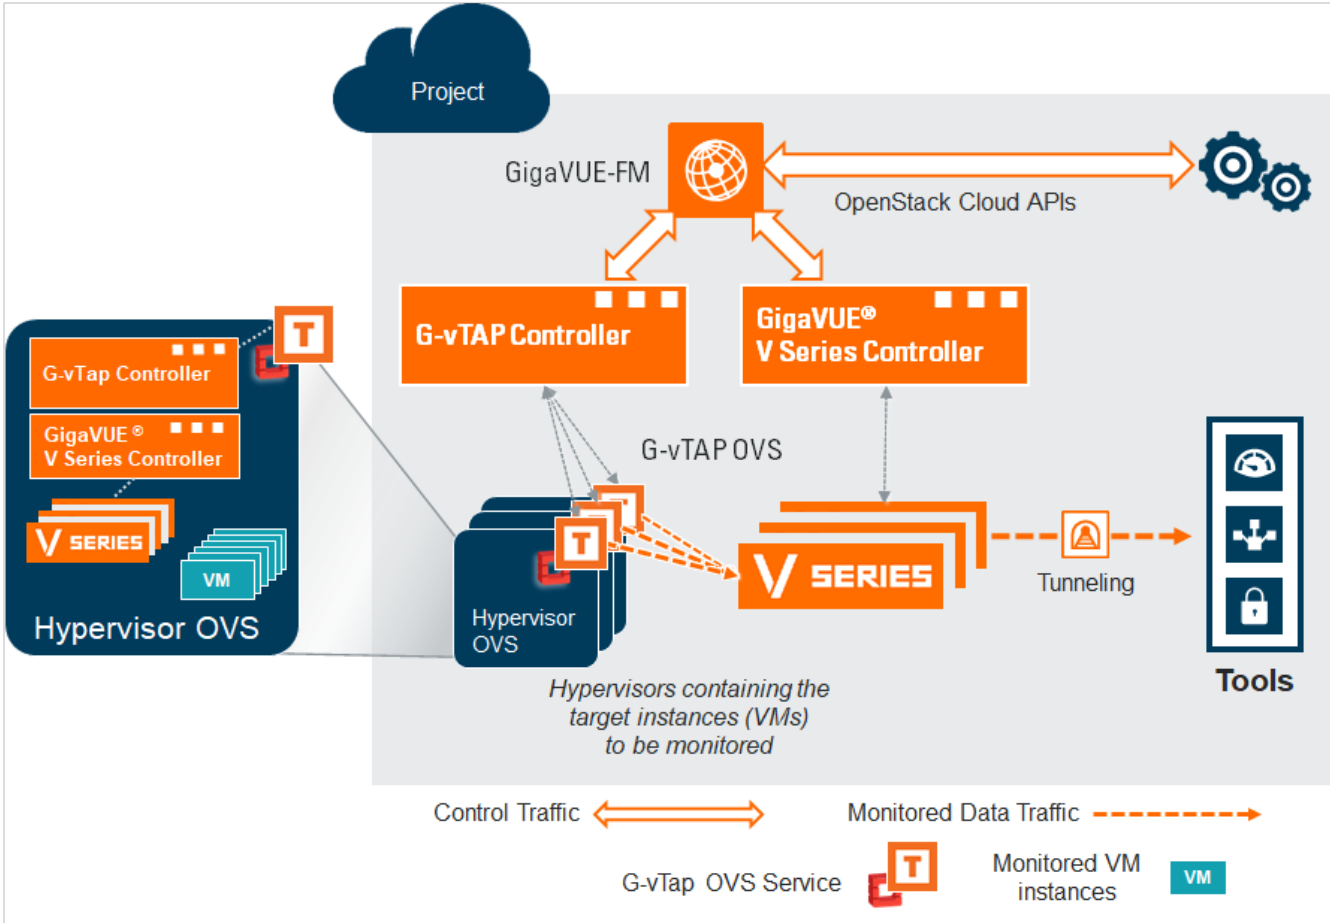 Project
GigaVUE-FM
OpenStack Cloud APIs
G-vTAP Controller
GigaVUE®
V Series Controller
T
G-vTap Controller
GigaVUE ®
V Series Controller
V SERIES
VM
Hypervisor OVS
G-vTAP OVS
T
Hypervisor
OVS
V SERIES
Tunneling
Tools
Hypervisors containing the
target instances (VMs)
to be monitored
Control Traffic
Monitored Data Traffic
G-vTap OVS Service
T
Monitored VM
instances
VM